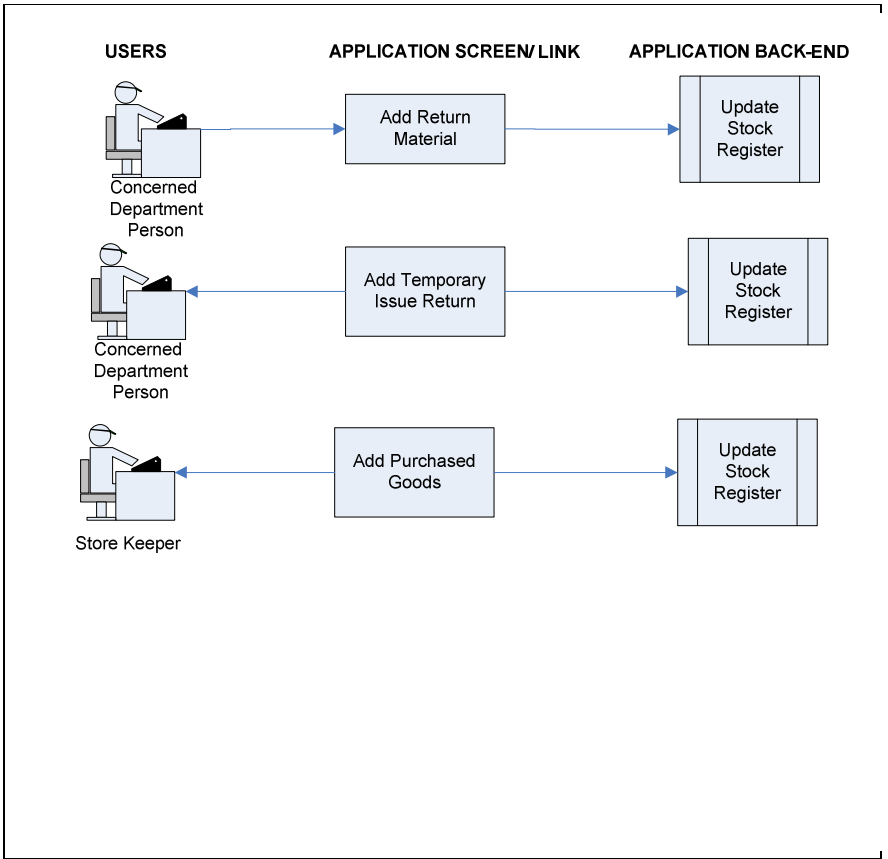 USERS
APPLICATION SCREEN/ LINK
APPLICATION BACK-END
Concerned
Department
Person
Add Return
Material
Update
Stock
Register
Concerned
Department
Person
Add Temporary
Issue Return
Update
Stock
Register
Store Keeper
Add Purchased
Goods
Update
Stock
Register